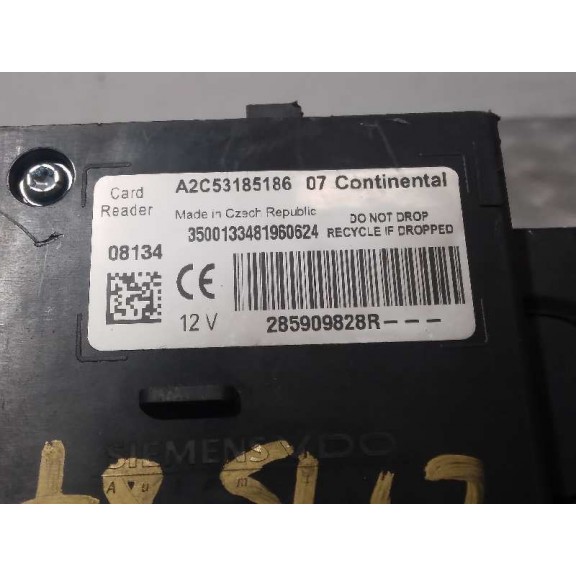 Card Reader A2C53185186 07 Continental
Made in Czech Republic DO NOT DROP
3500133481960624 RECYCLE IF DROPPED
08134
12 V CE 285909828R---
SIEMENS VDO